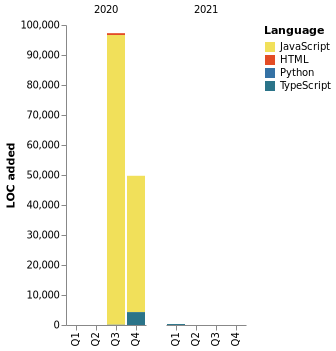 2020 2021
Language
JavaScript
HTML
Python
TypeScript
LOC added
100,000
90,000
80,000
70,000
60,000
50,000
40,000
30,000
20,000
10,000
0
Q1 Q2 Q3 Q4 Q1 Q2 Q3 Q4